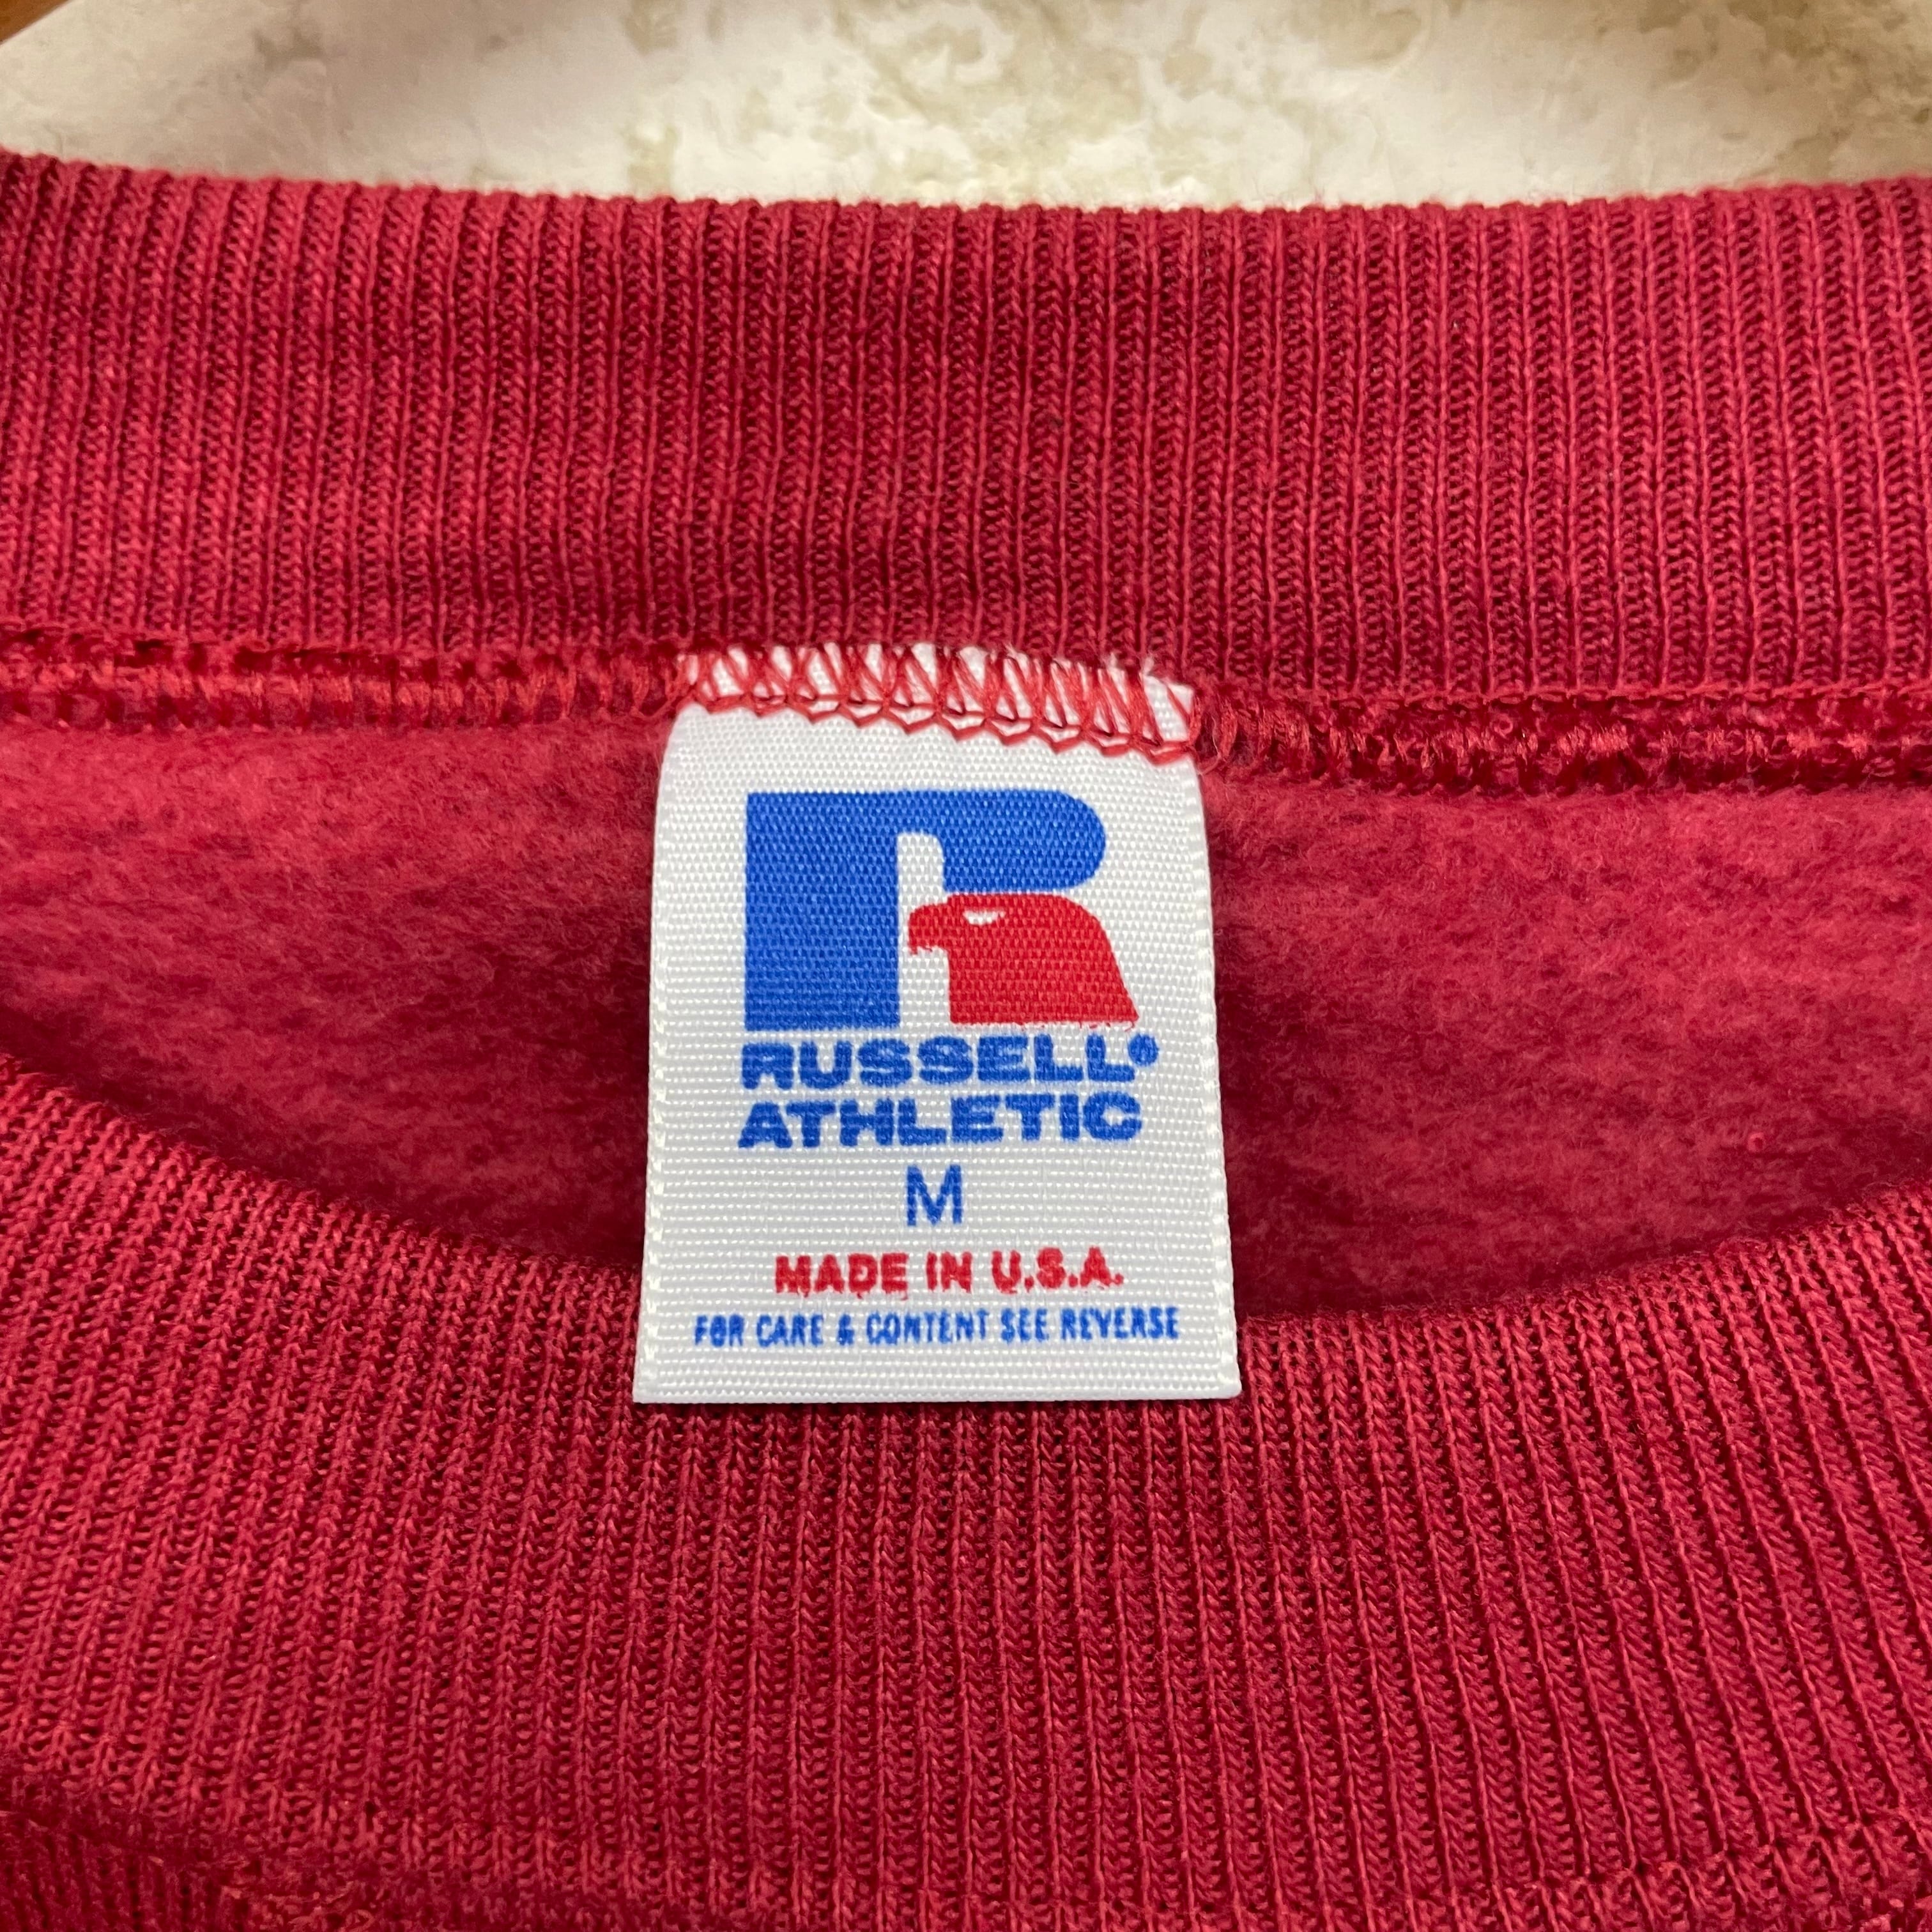 R
RUSSELL®
ATHLETIC
M
MADE IN U.S.A.
FOR CARE & CONTENT SEE REVERSE